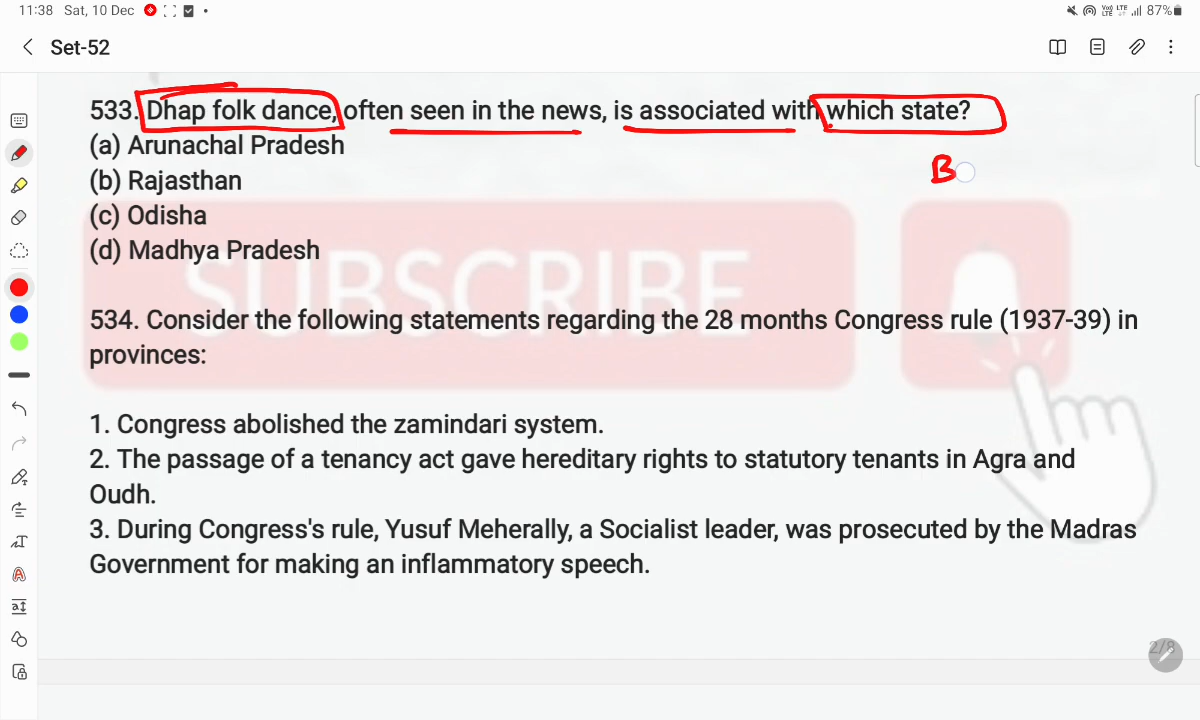 11:38 Sat, 10 Dec
87%
Set-52
533. Dhap folk dance, often seen in the news, is associated with which state?
(a) Arunachal Pradesh
B
(b) Rajasthan
(c) Odisha
(d) Madhya Pradesh
SUBSCRIBE
534. Consider the following statements regarding the 28 months Congress rule (1937-39) in
provinces:
1. Congress abolished the zamindari system.
2. The passage of a tenancy act gave hereditary rights to statutory tenants in Agra and
Oudh.
3. During Congress's rule, Yusuf Meherally, a Socialist leader, was prosecuted by the Madras
Government for making an inflammatory speech.
2/8